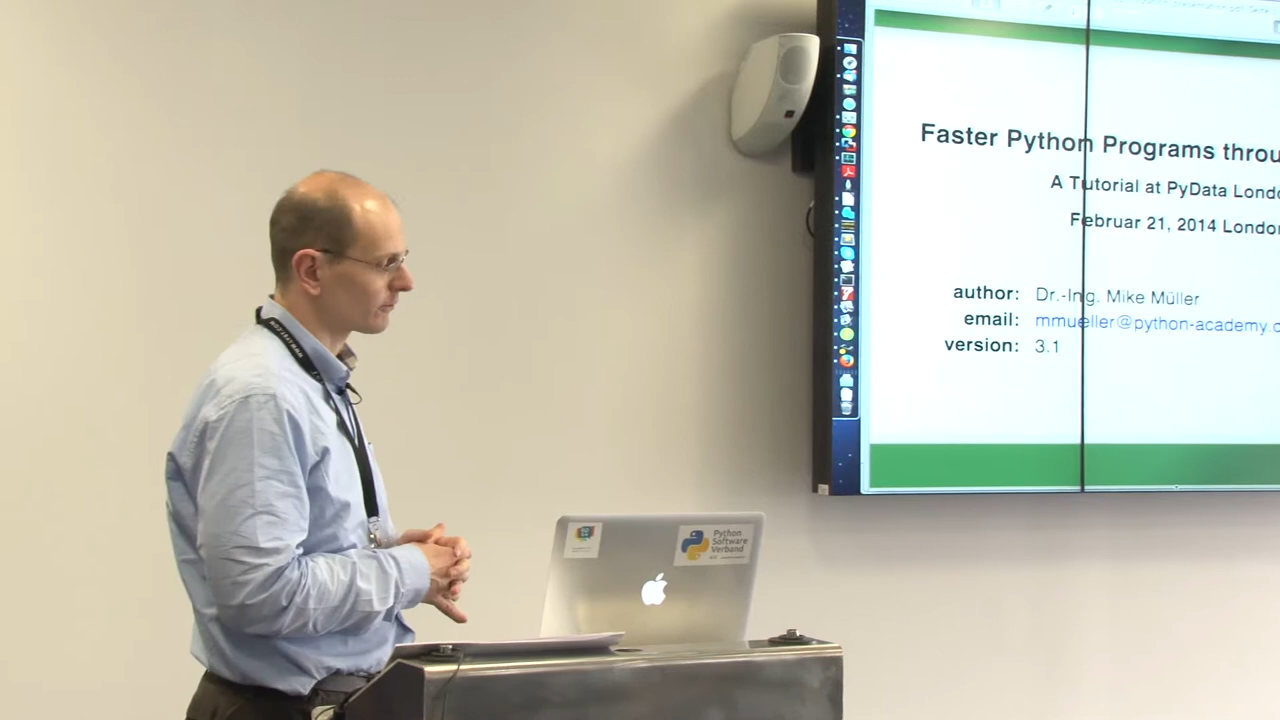 Faster Python Programs throu
A Tutorial at PyData Londo
Februar 21, 2014 London
author: Dr.-Ing. Mike Müller
email: mmueller@python-academy.c
version: 3.1
Python
Software
Verband